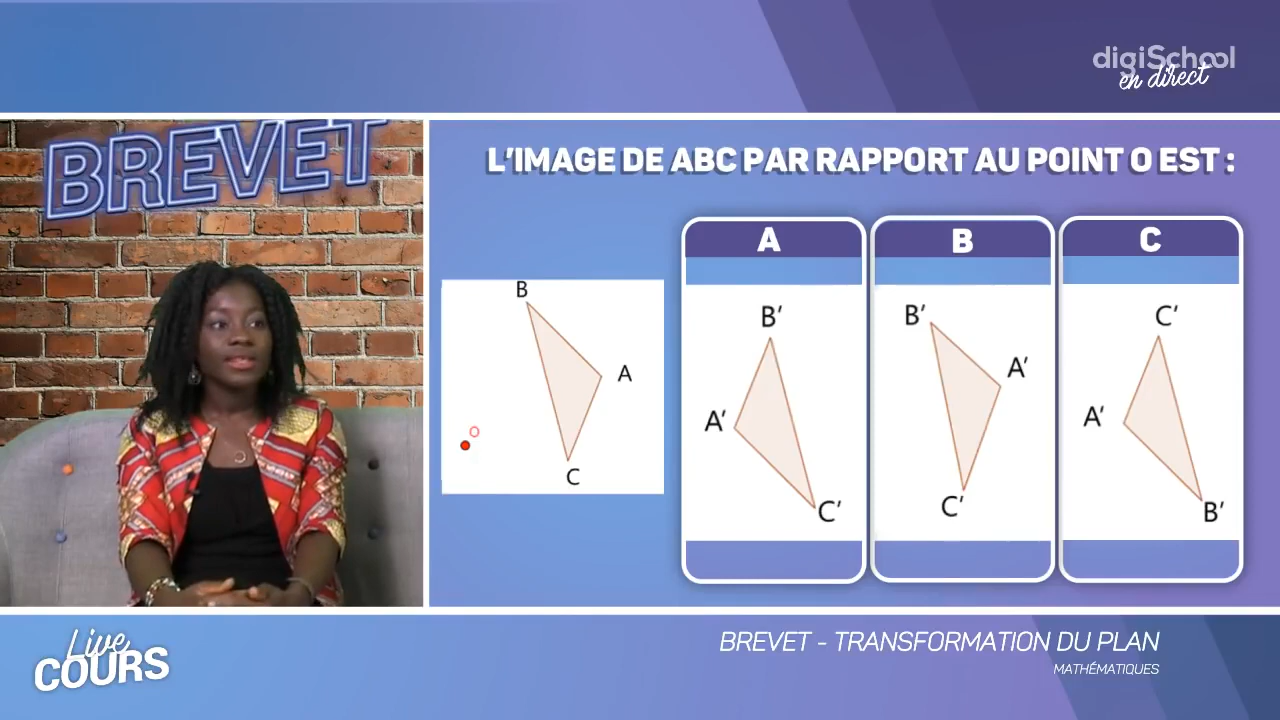 digiSchool
en direct
BREVET
L'IMAGE DE ABC PAR RAPPORT AU POINT O EST :
A
B
C
B
A
O
C
B'
A'
C'
B'
A'
C'
C'
A'
B'
Live
COURS
BREVET - TRANSFORMATION DU PLAN
MATHÉMATIQUES